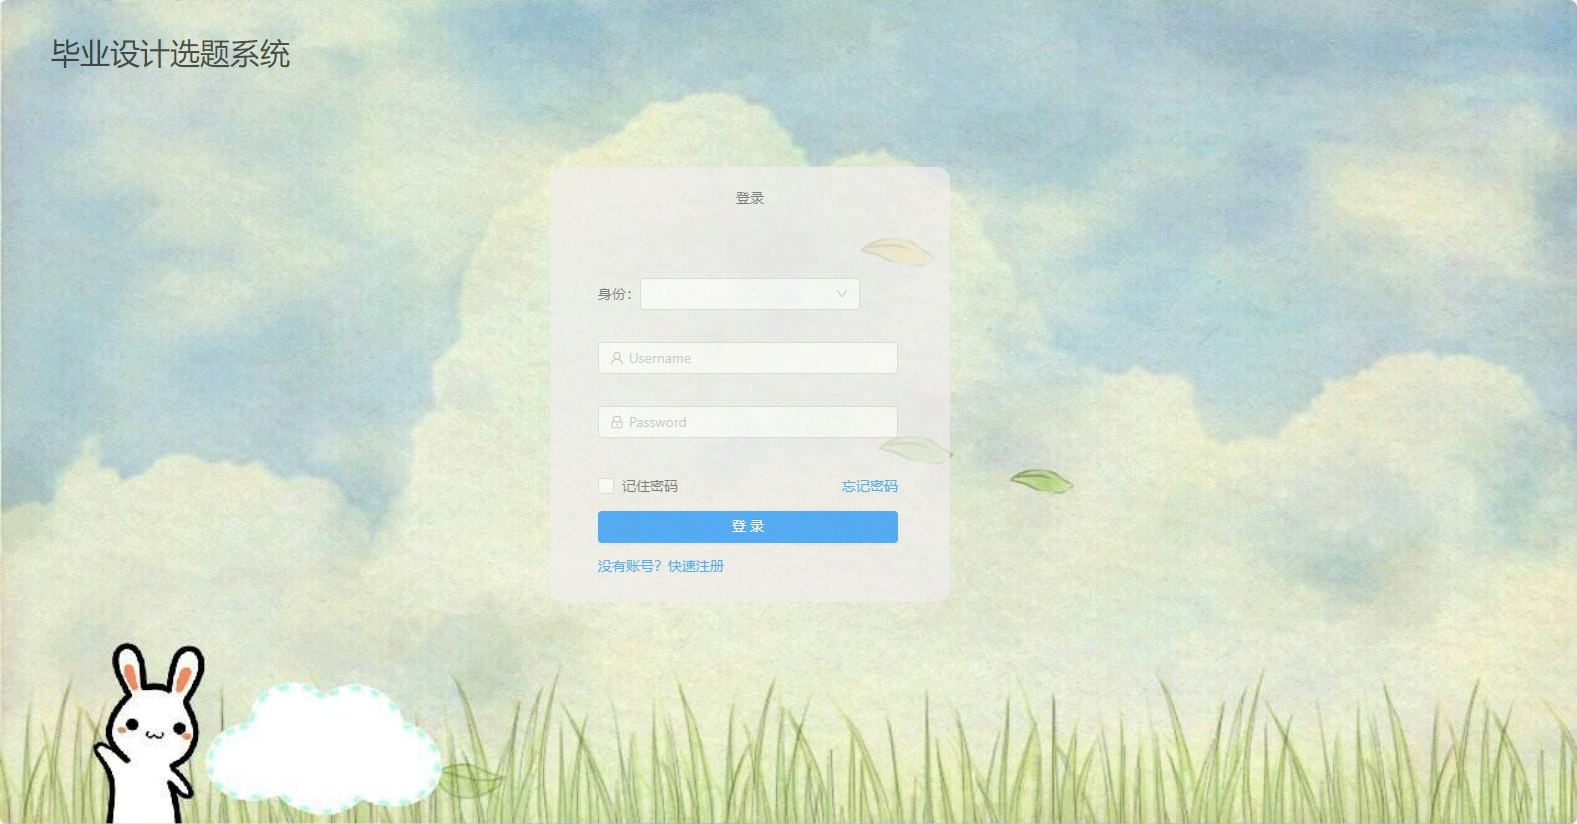 毕业设计选题系统
登录
身份：
Username
Password
记住密码 忘记密码
登 录
没有账号？快速注册